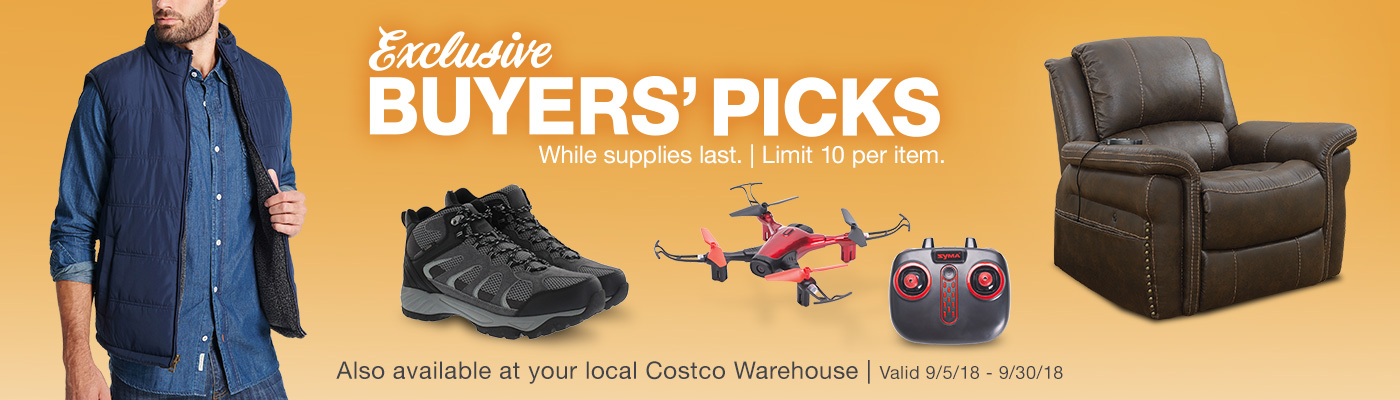 Exclusive
BUYERS' PICKS
While supplies last. | Limit 10 per item.
SYMA
Also available at your local Costco Warehouse | Valid 9/5/18 - 9/30/18